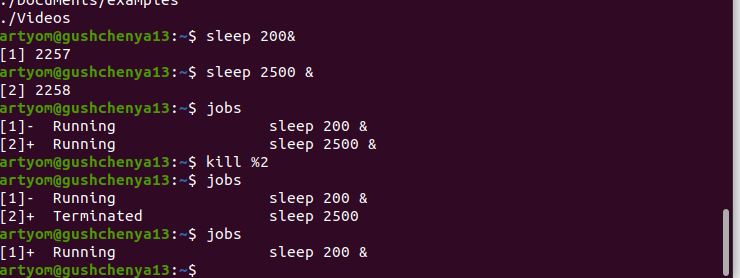 ./Documents/examples
./Videos
artyom@gushchenya13:~$ sleep 200&
[1] 2257
artyom@gushchenya13:~$ sleep 2500 &
[2] 2258
artyom@gushchenya13:~$ jobs
[1]-  Running                 sleep 200 &
[2]+  Running                 sleep 2500 &
artyom@gushchenya13:~$ kill %2
artyom@gushchenya13:~$ jobs
[1]-  Running                 sleep 200 &
[2]+  Terminated              sleep 2500
artyom@gushchenya13:~$ jobs
[1]+  Running                 sleep 200 &
artyom@gushchenya13:~$